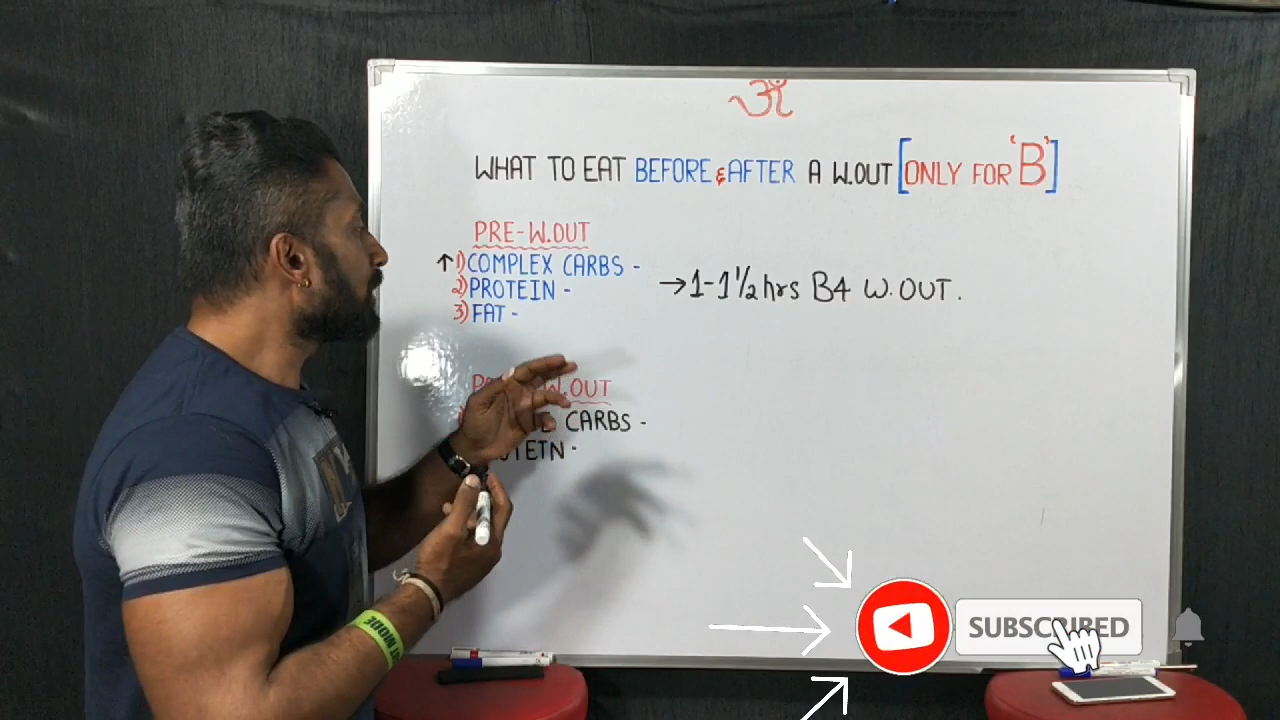 ॐ
WHAT TO EAT BEFORE & AFTER A W.OUT [ONLY FOR 'B']
PRE-W.OUT
↑ 1) COMPLEX CARBS -
2) PROTEIN -
3) FAT -
→ 1-1½ hrs B4 W.OUT.
W.OUT
CARBS -
SUBSCRIBED